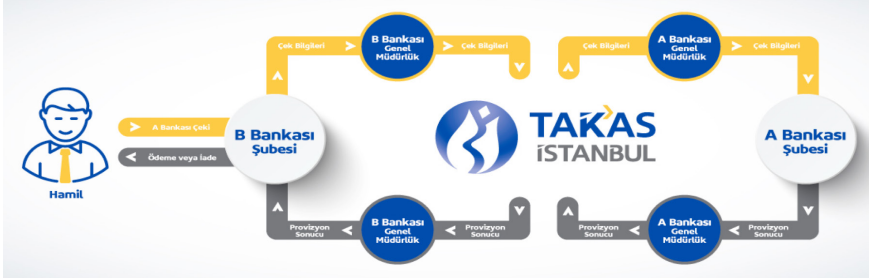 Çek Bilgileri
B Bankası
Genel
Müdürlük
Çek Bilgileri
Çek Bilgileri
A Bankası
Genel
Müdürlük
Çek Bilgileri
A Bankası Çeki
Ödeme veya İade
Hamil
B Bankası
Şubesi
TAKAS
İSTANBUL
A Bankası
Şubesi
Provizyon
Sonucu
B Bankası
Genel
Müdürlük
Provizyon
Sonucu
Provizyon
Sonucu
A Bankası
Genel
Müdürlük
Provizyon
Sonucu